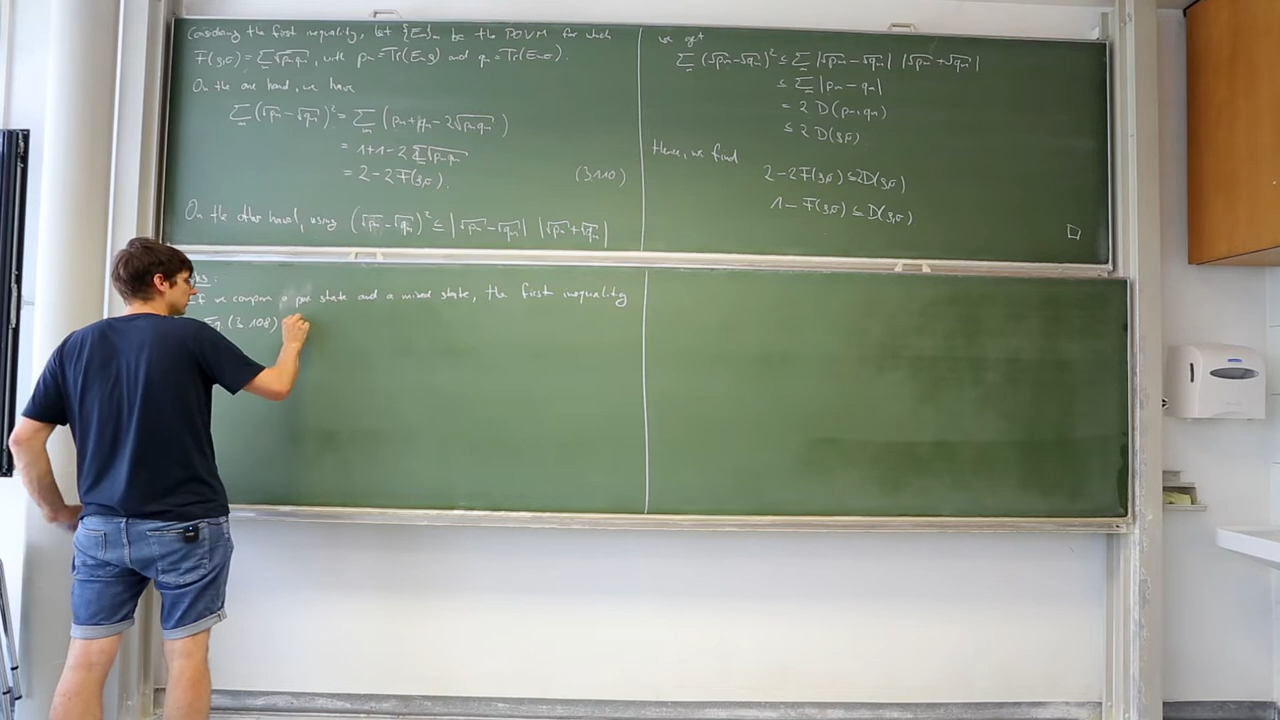 Considering the first inequality, let {E_m}_m be the POVM for which
F(ρ,σ) = Σ_m √(p_m q_m), with p_m = Tr(E_m ρ) and q_m = Tr(E_m σ).
On the one hand, we have
Σ_m (√p_m - √q_m)² = Σ_m (p_m + q_m - 2√(p_m q_m))
= 1+1-2 Σ_m √(p_m q_m)
= 2 - 2F(ρ,σ). (3.110)
On the other hand, using (√p_m - √q_m)² ≤ |√p_m - √q_m| |√p_m + √q_m|
we get
Σ_m (√p_m - √q_m)² ≤ Σ_m |√p_m - √q_m| |√p_m + √q_m|
≤ Σ_m |p_m - q_m|
= 2 D(p_m, q_m)
≤ 2 D(ρ,σ)
Hence, we find
2 - 2F(ρ,σ) ≤ 2D(ρ,σ)
1 - F(ρ,σ) ≤ D(ρ,σ)
□
ks:
If we compare a pure state and a mixed state, the first inequality
Eq. (3.108)